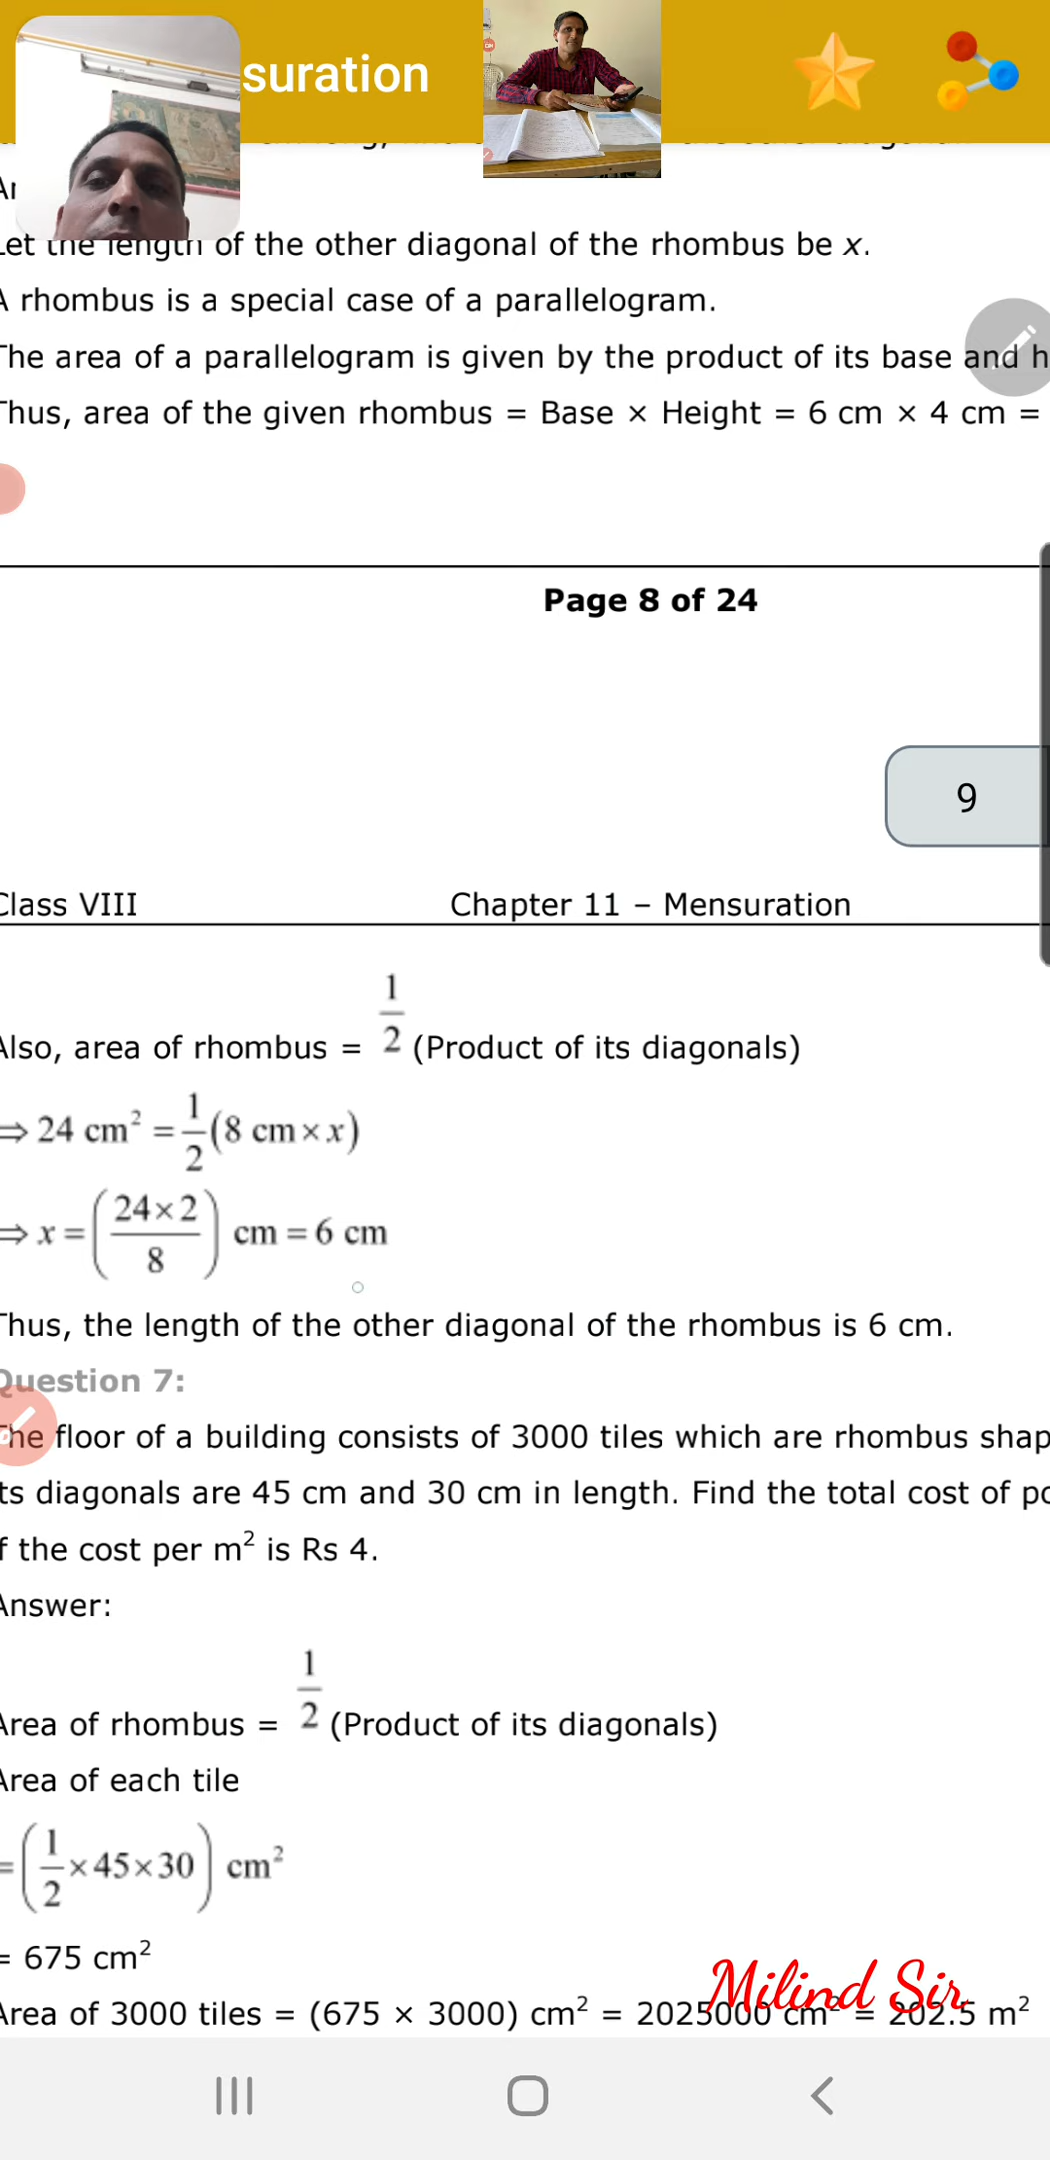 suration
Let the length of the other diagonal of the rhombus be x.
A rhombus is a special case of a parallelogram.
The area of a parallelogram is given by the product of its base and h
Thus, area of the given rhombus = Base × Height = 6 cm × 4 cm =
Page 8 of 24
9
Class VIII Chapter 11 – Mensuration
Also, area of rhombus = 1/2 (Product of its diagonals)
⇒ 24 cm² = 1/2 (8 cm × x)
⇒ x = (24×2/8) cm = 6 cm
Thus, the length of the other diagonal of the rhombus is 6 cm.
Question 7:
The floor of a building consists of 3000 tiles which are rhombus shap
ts diagonals are 45 cm and 30 cm in length. Find the total cost of po
f the cost per m² is Rs 4.
Answer:
Area of rhombus = 1/2 (Product of its diagonals)
Area of each tile
= (1/2 × 45 × 30) cm²
= 675 cm²
Milind Sir
Area of 3000 tiles = (675 × 3000) cm² = 2025000 cm² = 202.5 m²